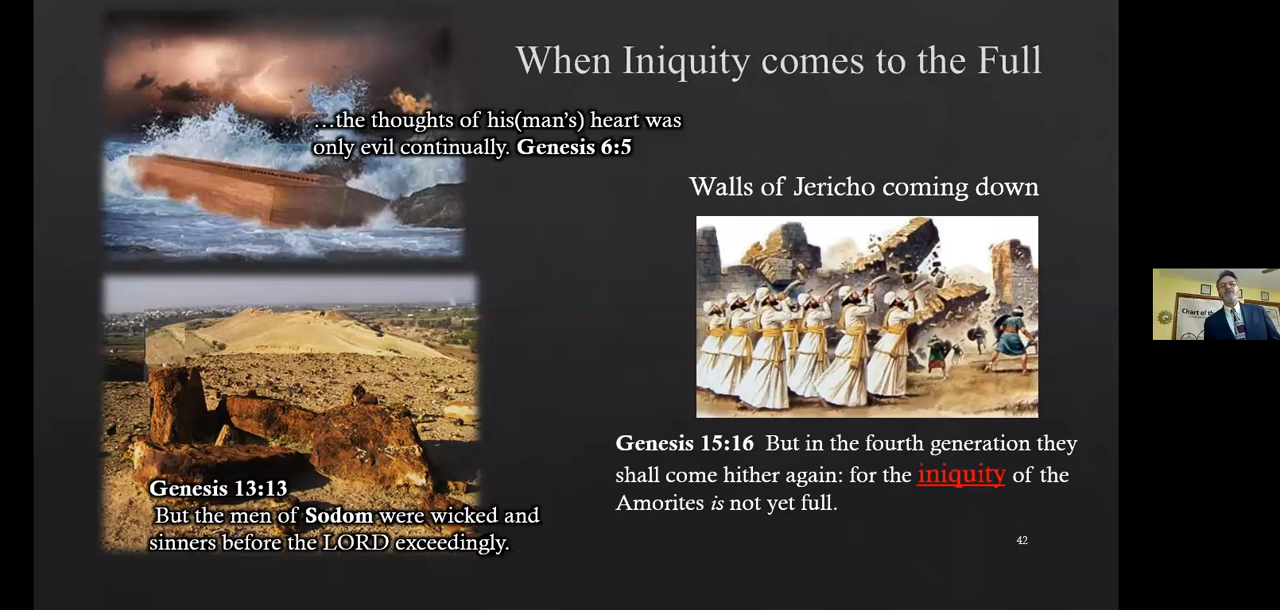 When Iniquity comes to the Full
…the thoughts of his(man's) heart was
only evil continually. Genesis 6:5
Walls of Jericho coming down
Genesis 15:16 But in the fourth generation they
shall come hither again: for the iniquity of the
Amorites is not yet full.
Genesis 13:13
But the men of Sodom were wicked and
sinners before the LORD exceedingly.
42
Chart of th